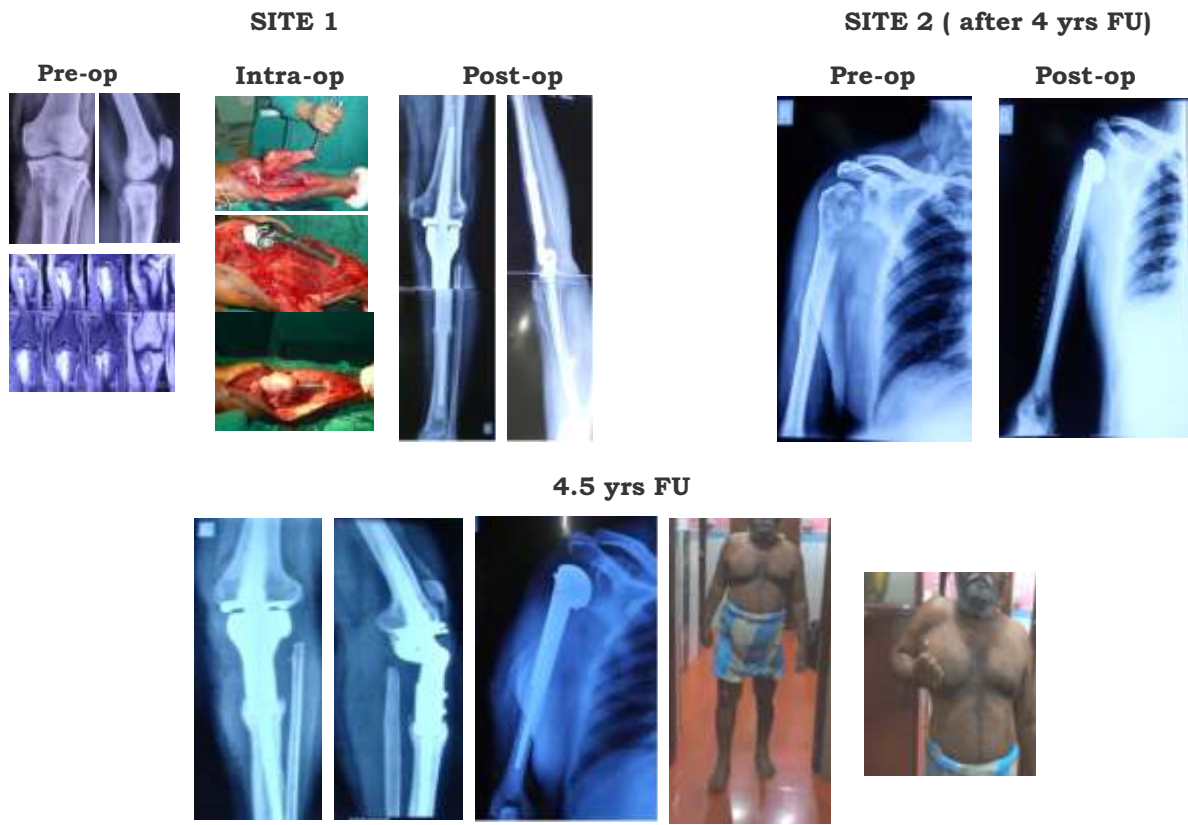 SITE 1
SITE 2 ( after 4 yrs FU)
Pre-op
Intra-op
Post-op
Pre-op
Post-op
4.5 yrs FU